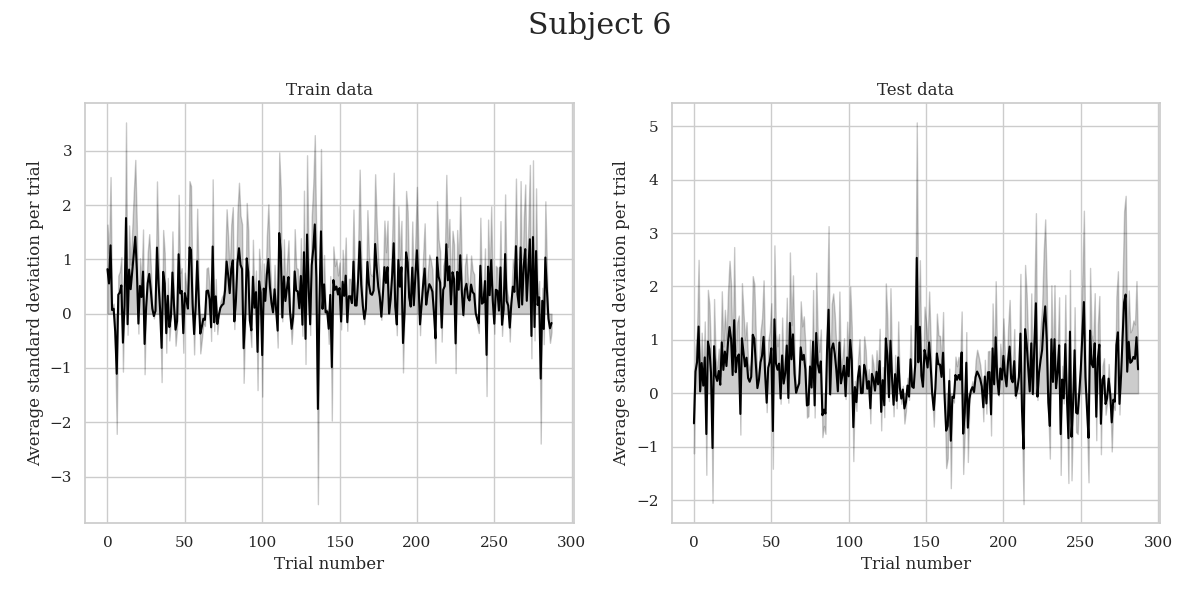 Subject 6
Train data
Average standard deviation per trial
3
2
1
0
−1
−2
−3
0 50 100 150 200 250 300
Trial number
Test data
Average standard deviation per trial
5
4
3
2
1
0
−1
−2
0 50 100 150 200 250 300
Trial number